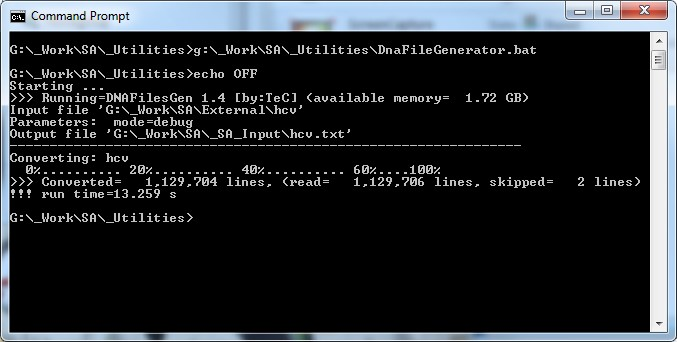 Command Prompt
G:\_Work\SA\_Utilities>g:\_Work\SA\_Utilities\DnaFileGenerator.bat
G:\_Work\SA\_Utilities>echo OFF
Starting ...
>>> Running=DNAFilesGen 1.4 [by:TeC] (available memory=  1.72 GB)
Input file 'G:\_Work\SA\External\hcv'
Parameters:  mode=debug
Output file 'G:\_Work\SA\_SA_Input\hcv.txt'
----------------------------------------------------------------
Converting: hcv
  0%.......... 20%.......... 40%.......... 60%....100%
>>> Converted=   1,129,704 lines, (read=   1,129,706 lines, skipped=   2 lines)
!!! run time=13.259 s
G:\_Work\SA\_Utilities>